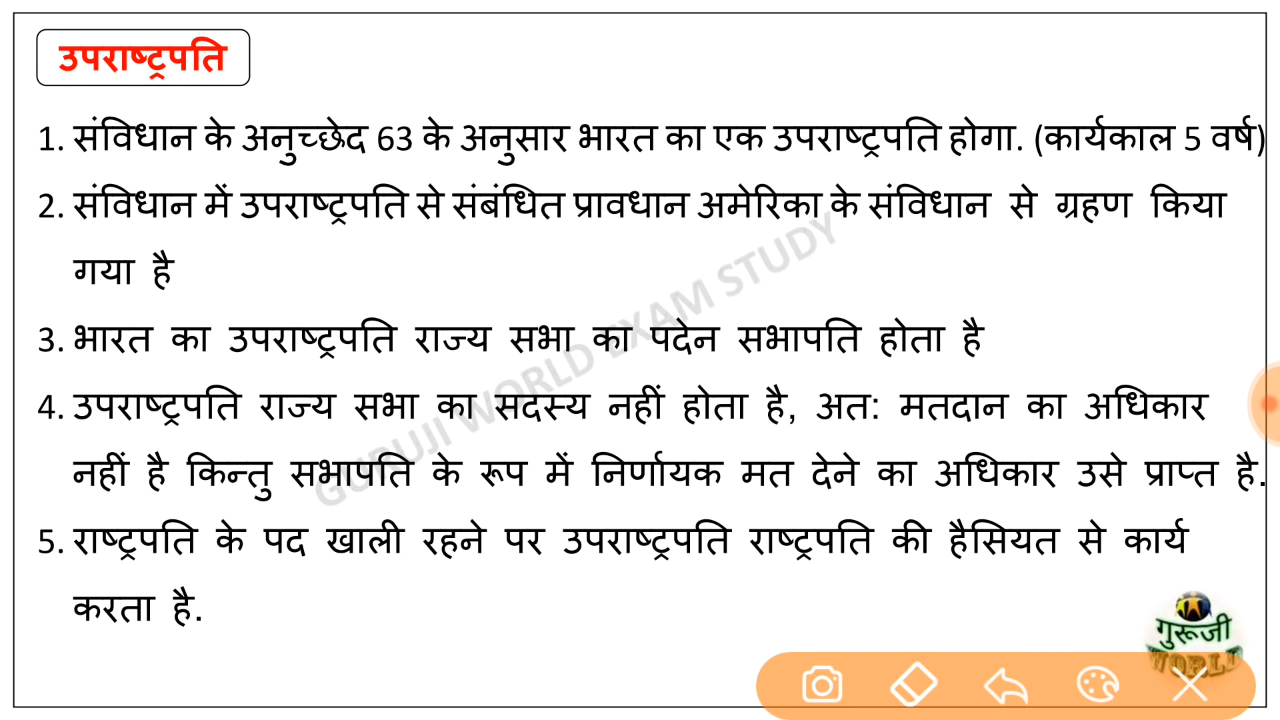 उपराष्ट्रपति
1. संविधान के अनुच्छेद 63 के अनुसार भारत का एक उपराष्ट्रपति होगा. (कार्यकाल 5 वर्ष)
2. संविधान में उपराष्ट्रपति से संबंधित प्रावधान अमेरिका के संविधान से ग्रहण किया
गया है
3. भारत का उपराष्ट्रपति राज्य सभा का पदेन सभापति होता है
4. उपराष्ट्रपति राज्य सभा का सदस्य नहीं होता है, अत: मतदान का अधिकार
नहीं है किन्तु सभापति के रूप में निर्णायक मत देने का अधिकार उसे प्राप्त है.
5. राष्ट्रपति के पद खाली रहने पर उपराष्ट्रपति राष्ट्रपति की हैसियत से कार्य
करता है.
GURUJI WORLD EXAM STUDY
गुरूजी
WORLD